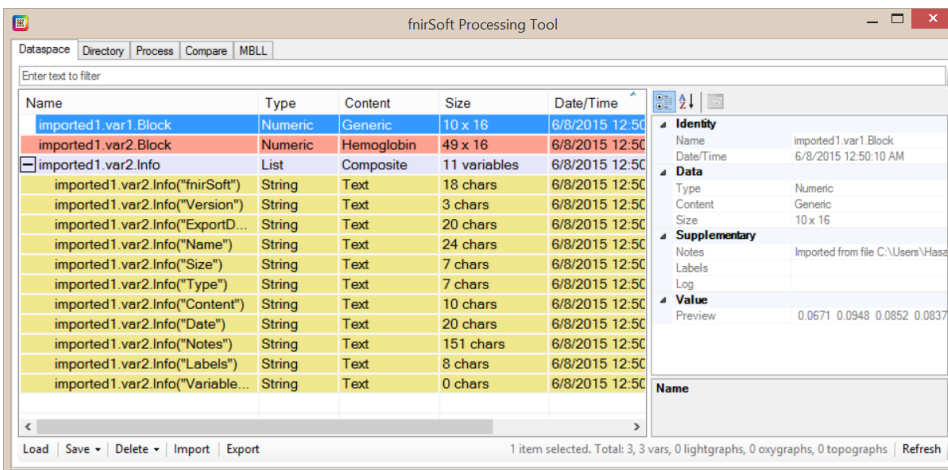 fnirSoft Processing Tool
Dataspace Directory Process Compare MBLL
Enter text to filter
Name Type Content Size Date/Time
imported1.var1.Block Numeric Generic 10 x 16 6/8/2015 12:50
imported1.var2.Block Numeric Hemoglobin 49 x 16 6/8/2015 12:50
imported1.var2.Info List Composite 11 variables 6/8/2015 12:50
imported1.var2.Info("fnirSoft") String Text 18 chars 6/8/2015 12:50
imported1.var2.Info("Version") String Text 3 chars 6/8/2015 12:50
imported1.var2.Info("ExportD... String Text 20 chars 6/8/2015 12:50
imported1.var2.Info("Name") String Text 24 chars 6/8/2015 12:50
imported1.var2.Info("Size") String Text 7 chars 6/8/2015 12:50
imported1.var2.Info("Type") String Text 7 chars 6/8/2015 12:50
imported1.var2.Info("Content") String Text 10 chars 6/8/2015 12:50
imported1.var2.Info("Date") String Text 20 chars 6/8/2015 12:50
imported1.var2.Info("Notes") String Text 151 chars 6/8/2015 12:50
imported1.var2.Info("Labels") String Text 8 chars 6/8/2015 12:50
imported1.var2.Info("Variable... String Text 0 chars 6/8/2015 12:50
Identity
Name imported1.var1.Block
Date/Time 6/8/2015 12:50:10 AM
Data
Type Numeric
Content Generic
Size 10 x 16
Supplementary
Notes Imported from file C:\Users\Hasa
Labels
Log
Value
Preview 0.0671 0.0948 0.0852 0.0837
Name
Load Save Delete Import Export 1 item selected. Total: 3, 3 vars, 0 lightgraphs, 0 oxygraphs, 0 topographs Refresh